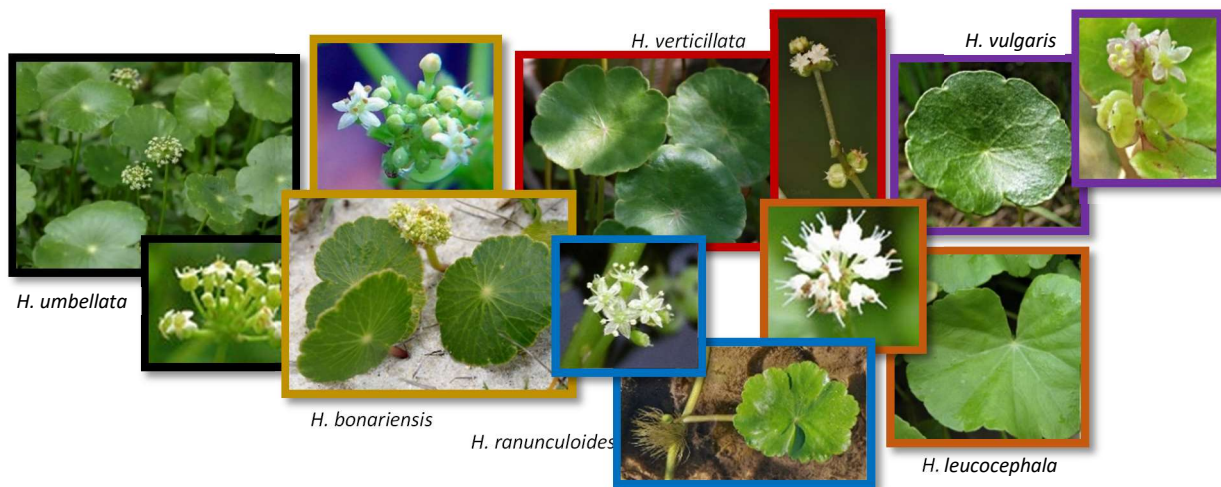 H. verticillata
H. vulgaris
H. umbellata
H. bonariensis
H. ranunculoides
H. leucocephala